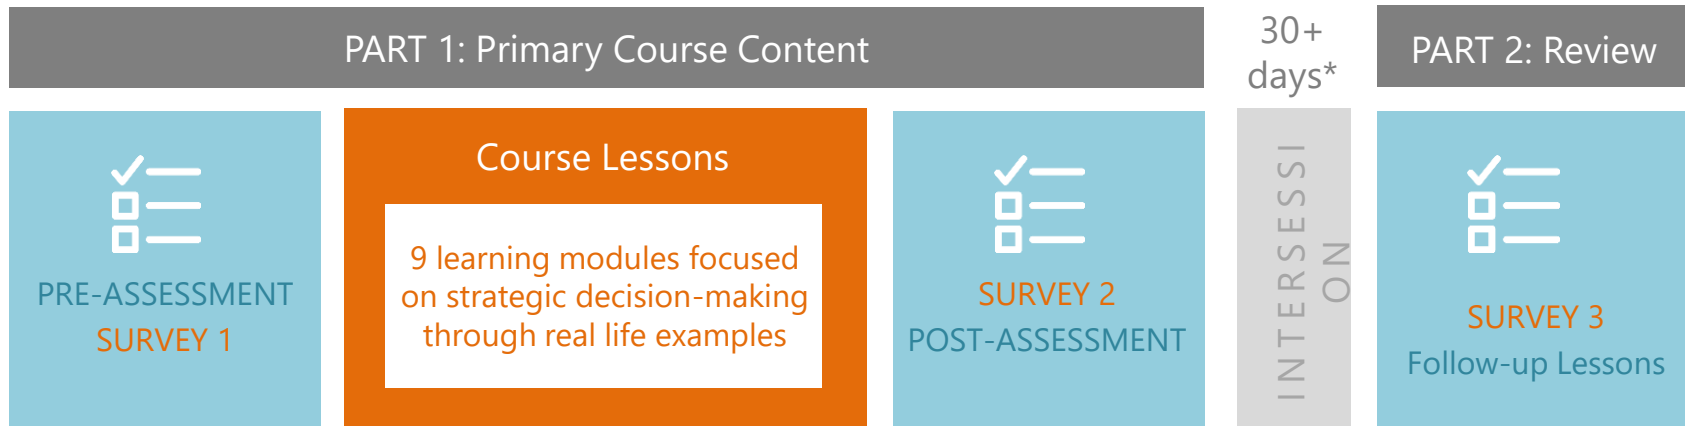 PART 1: Primary Course Content
30+
days*
PART 2: Review
PRE-ASSESSMENT
SURVEY 1
Course Lessons
9 learning modules focused
on strategic decision-making
through real life examples
SURVEY 2
POST-ASSESSMENT
INTERSESSI
ON
SURVEY 3
Follow-up Lessons